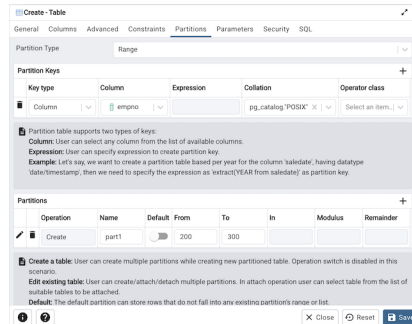 Create - Table
General Columns Advanced Constraints Partitions Parameters Security SQL
Partition Type Range
Partition Keys
Key type Column Expression Collation Operator class
Column empno pg_catalog."POSIX" Select an item...
Partition table supports two types of keys:
Column: User can select any column from the list of available columns.
Expression: User can specify expression to create partition key.
Example: Let's say, we want to create a partition table based per year for the column 'saledate', having datatype
'date/timestamp', then we need to specify the expression as 'extract(YEAR from saledate)' as partition key.
Partitions
Operation Name Default From To In Modulus Remainder
Create part1 200 300
Create a table: User can create multiple partitions while creating new partitioned table. Operation switch is disabled in this
scenario.
Edit existing table: User can create/attach/detach multiple partitions. In attach operation user can select table from the list of
suitable tables to be attached.
Default: The default partition can store rows that do not fall into any existing partition's range or list.
Close Reset Save